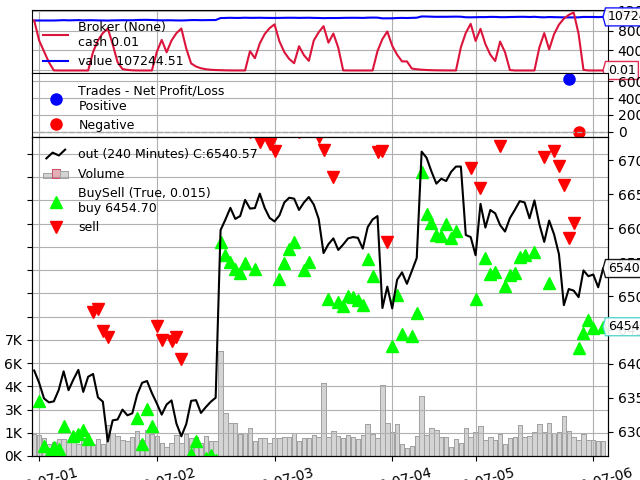 Broker (None)
cash 0.01
value 107244.51
1072
800
400
0.01
Trades - Net Profit/Loss
Positive
Negative
600
400
200
0
out (240 Minutes) C:6540.57
Volume
BuySell (True, 0.015)
buy 6454.70
sell
670
665
660
6540
650
6454
640
635
630
7K
6K
4K
3K
1K
0K
-07-01
-07-02
-07-03
-07-04
-07-05
-07-06